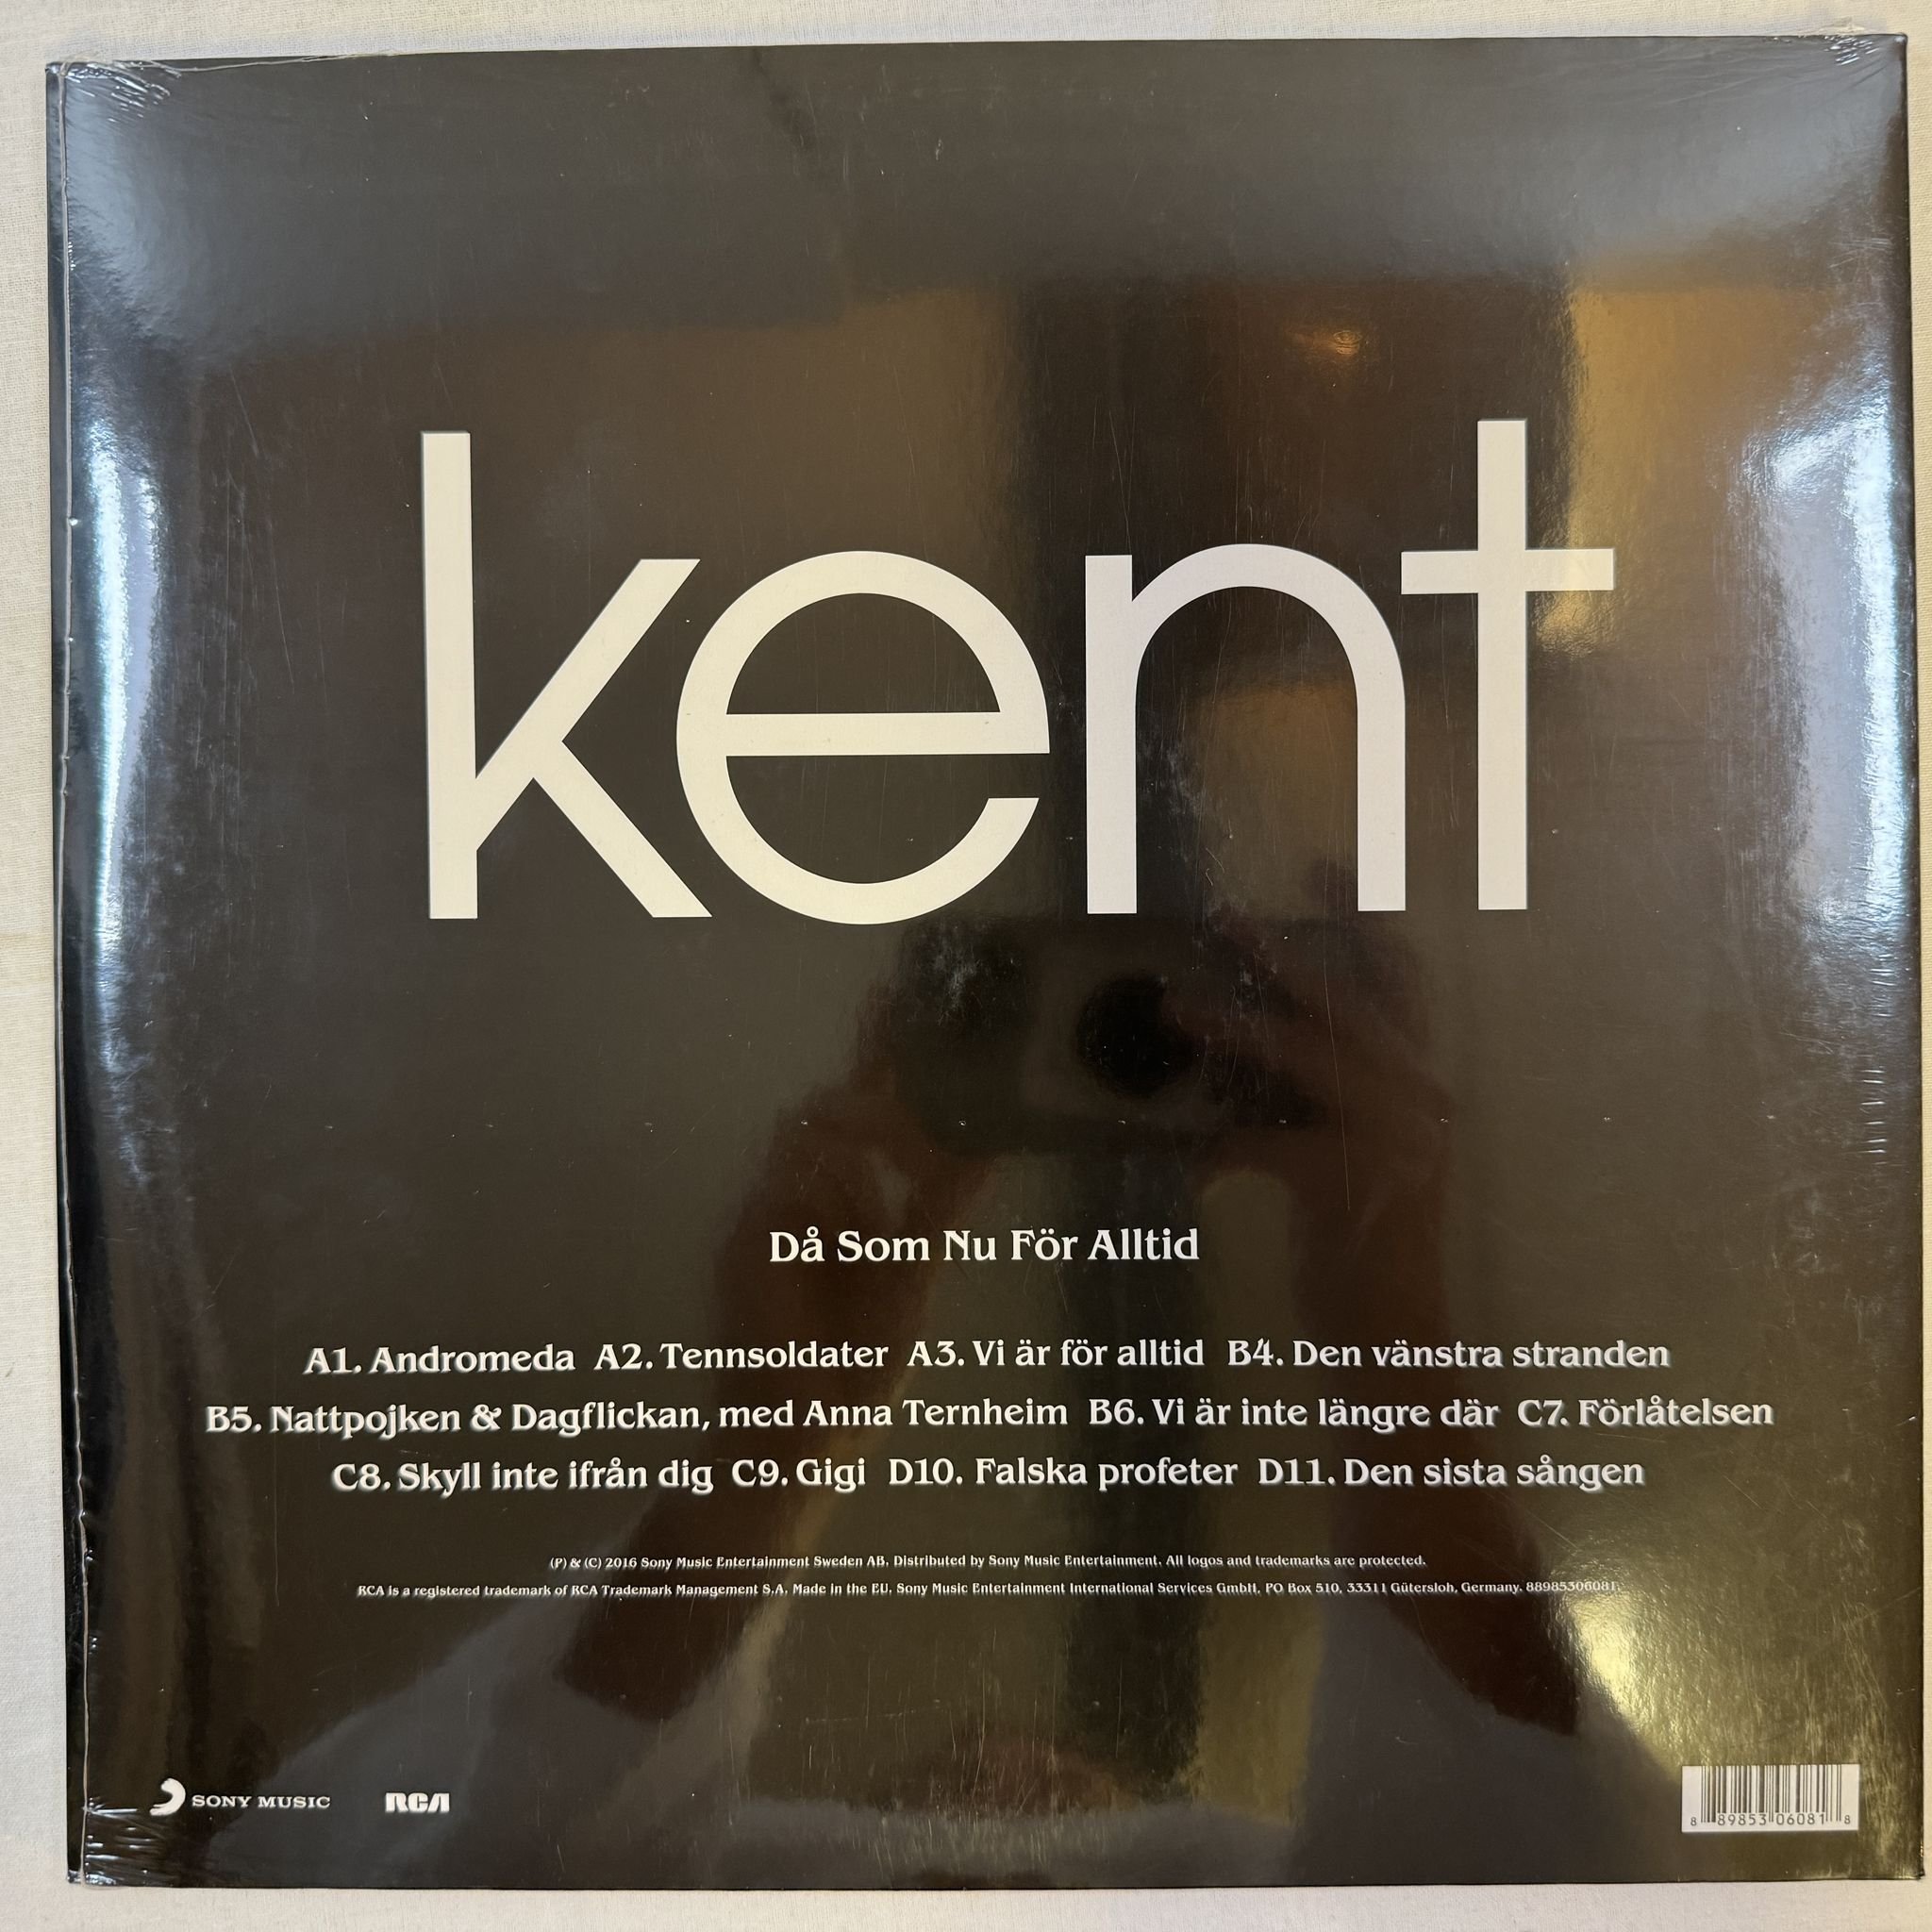 kent
Då Som Nu För Alltid
A1. Andromeda A2. Tennsoldater A3. Vi är för alltid B4. Den vänstra stranden
B5. Nattpojken & Dagflickan, med Anna Ternheim B6. Vi är inte längre där C7. Förlåtelsen
C8. Skyll inte ifrån dig C9. Gigi D10. Falska profeter D11. Den sista sången
(P) & (C) 2016 Sony Music Entertainment Sweden AB. Distributed by Sony Music Entertainment. All logos and trademarks are protected.
RCA is a registered trademark of RCA Trademark Management S.A. Made in the EU. Sony Music Entertainment International Services GmbH, PO Box 510, 33311 Gütersloh, Germany. 88985306081.
SONY MUSIC RCA
8 89853 06081 8